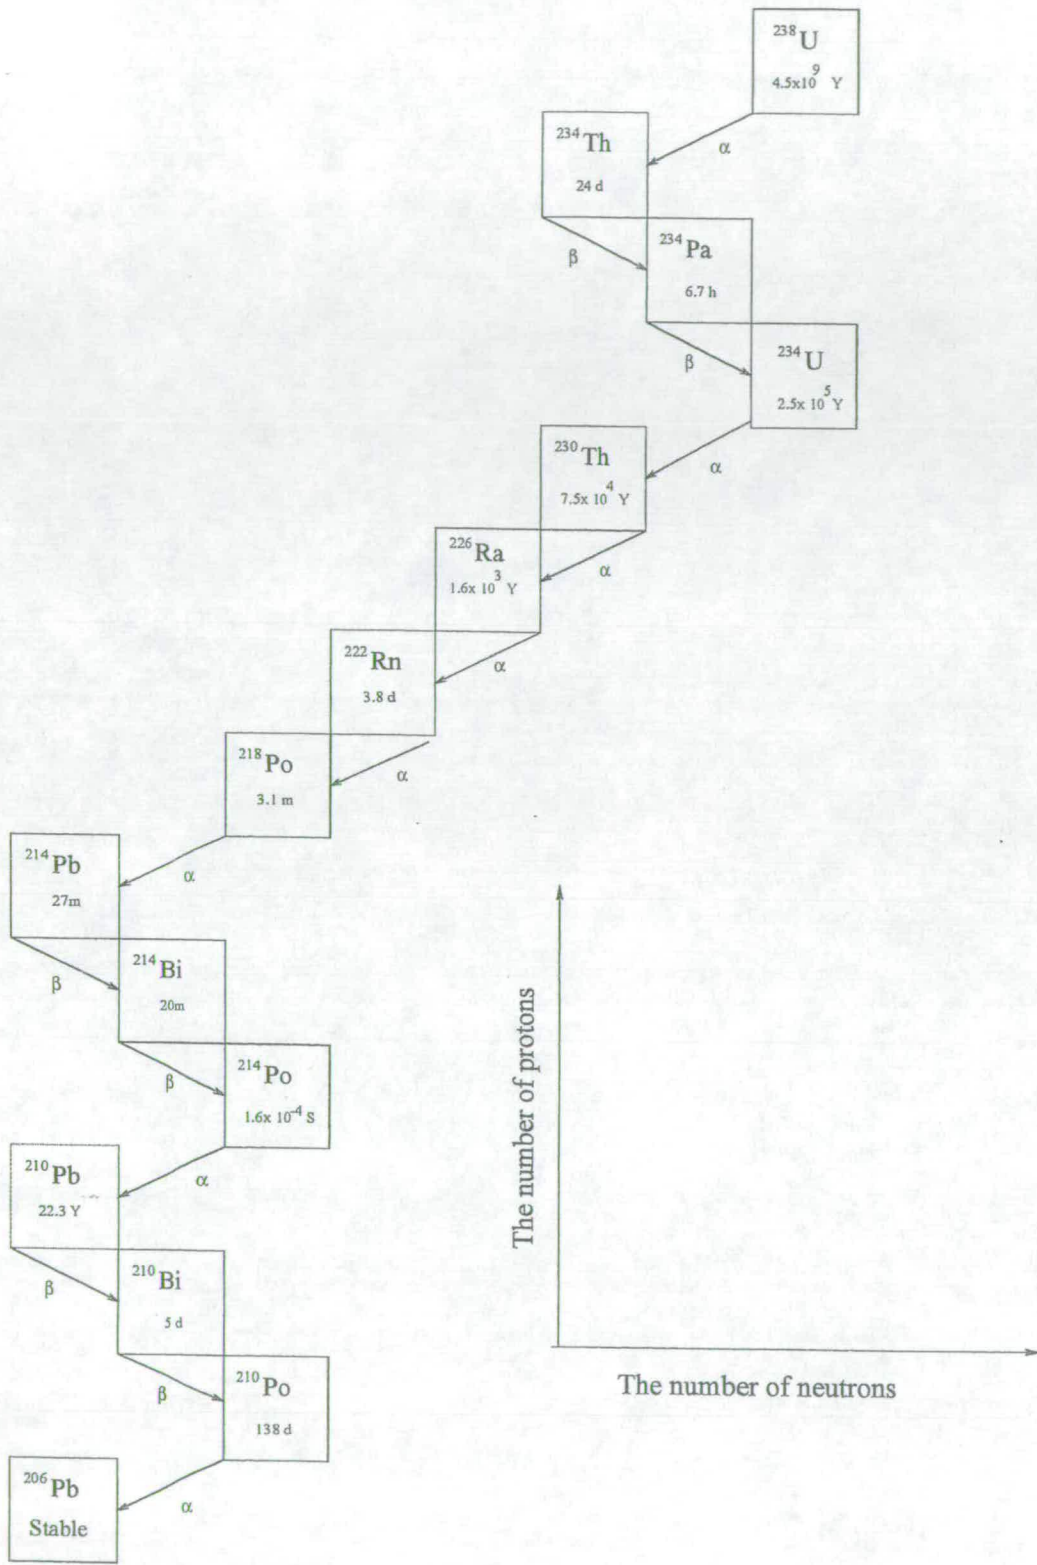 ²³⁸U
4.5x10⁹ Y
α
²³⁴Th
24 d
β
²³⁴Pa
6.7 h
β
²³⁴U
2.5x 10⁵ Y
α
²³⁰Th
7.5x 10⁴ Y
α
²²⁶Ra
1.6x 10³ Y
α
²²²Rn
3.8 d
α
²¹⁸Po
3.1 m
α
²¹⁴Pb
27m
β
²¹⁴Bi
20m
β
²¹⁴Po
1.6x 10⁻⁴ S
α
²¹⁰Pb
22.3 Y
β
²¹⁰Bi
5 d
β
²¹⁰Po
138 d
α
²⁰⁶Pb
Stable
The number of protons
The number of neutrons